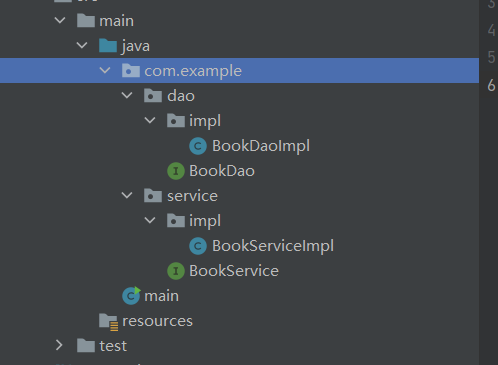 main
java
com.example
dao
impl
BookDaoImpl
BookDao
service
impl
BookServiceImpl
BookService
main
resources
test
4
5
6